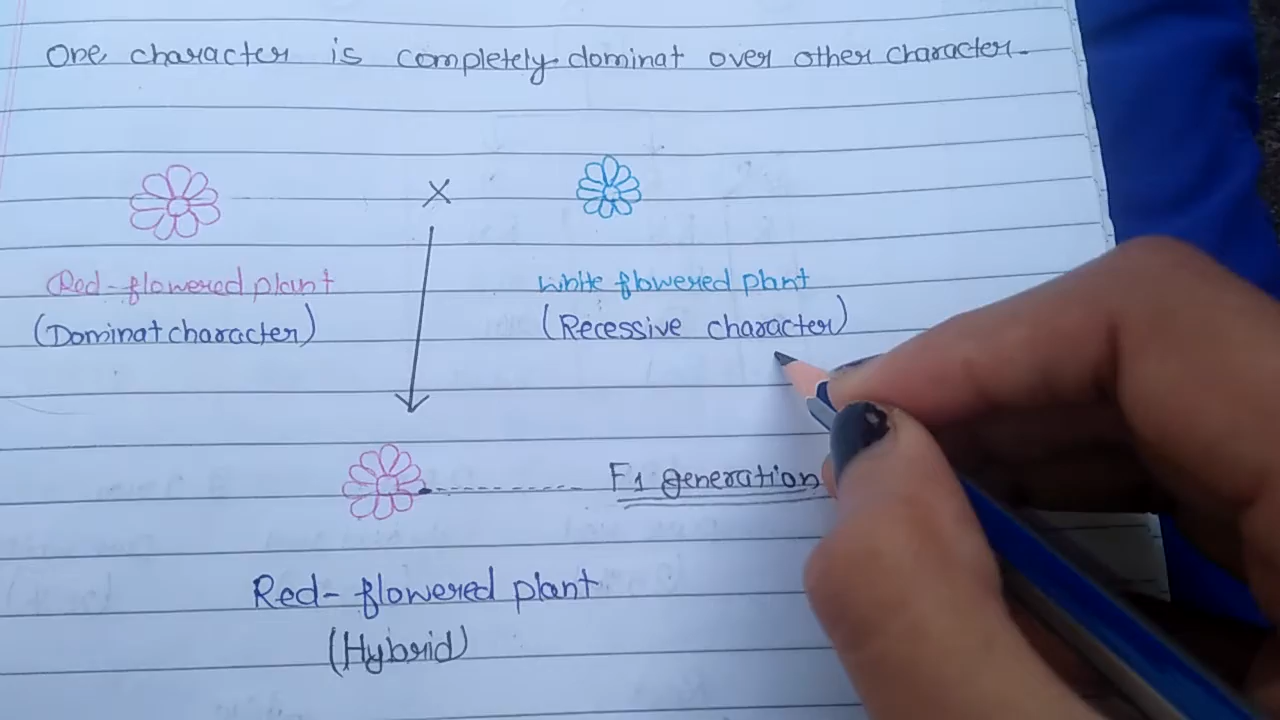 One character is completely dominat over other character.
Red-flowered plant
(Dominat character)
White flowered plant
(Recessive character)
F1 generation
Red-flowered plant
(Hybrid)